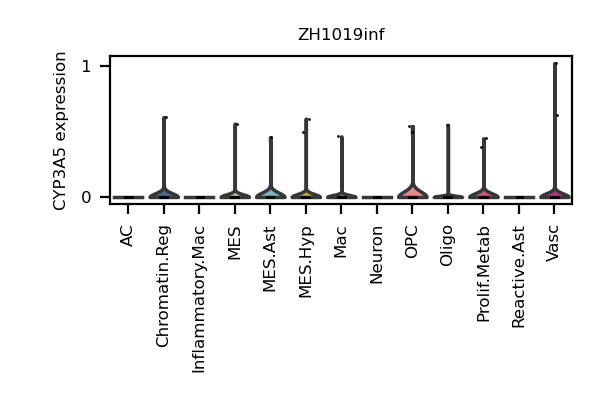 ZH1019inf
CYP3A5 expression
1
0
AC
Chromatin.Reg
Inflammatory.Mac
MES
MES.Ast
MES.Hyp
Mac
Neuron
OPC
Oligo
Prolif.Metab
Reactive.Ast
Vasc